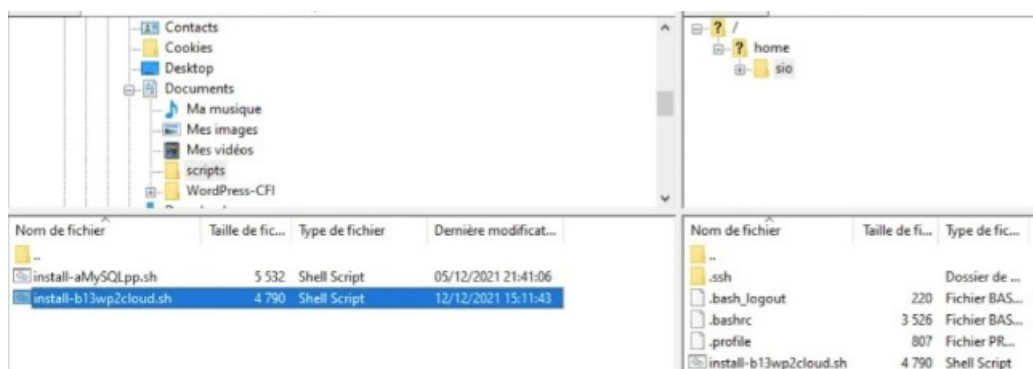 Contacts
Cookies
Desktop
Documents
Ma musique
Mes images
Mes vidéos
scripts
WordPress-CFI
? /
? home
sio
Nom de fichier Taille de fic... Type de fichier Dernière modificat...
..
install-aMySQLpp.sh 5 532 Shell Script 05/12/2021 21:41:06
install-b13wp2cloud.sh 4 790 Shell Script 12/12/2021 15:11:43
Nom de fichier Taille de fi... Type de fic...
..
.ssh Dossier de ...
.bash_logout 220 Fichier BAS...
.bashrc 3 526 Fichier BAS...
.profile 807 Fichier PR...
install-b13wp2cloud.sh 4 790 Shell Script